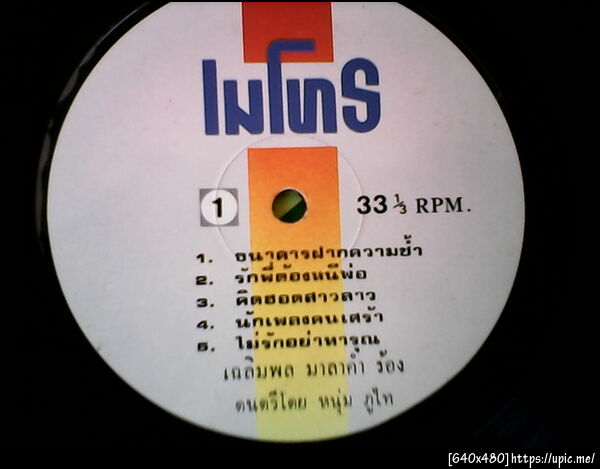 เมโทร
1
33 ⅓ RPM.
1. ธนาคารฝากความช้ำ
2. รักพี่ต้องหนีพ่อ
3. คิดฮอดสาวลาว
4. นักเพลงคนเศร้า
5. ไม่รักอย่าทารุณ
เฉลิมพล มาลาคำ ร้อง
ดนตรีโดย หนุ่ม ภูไท
[640x480]https://upic.me/